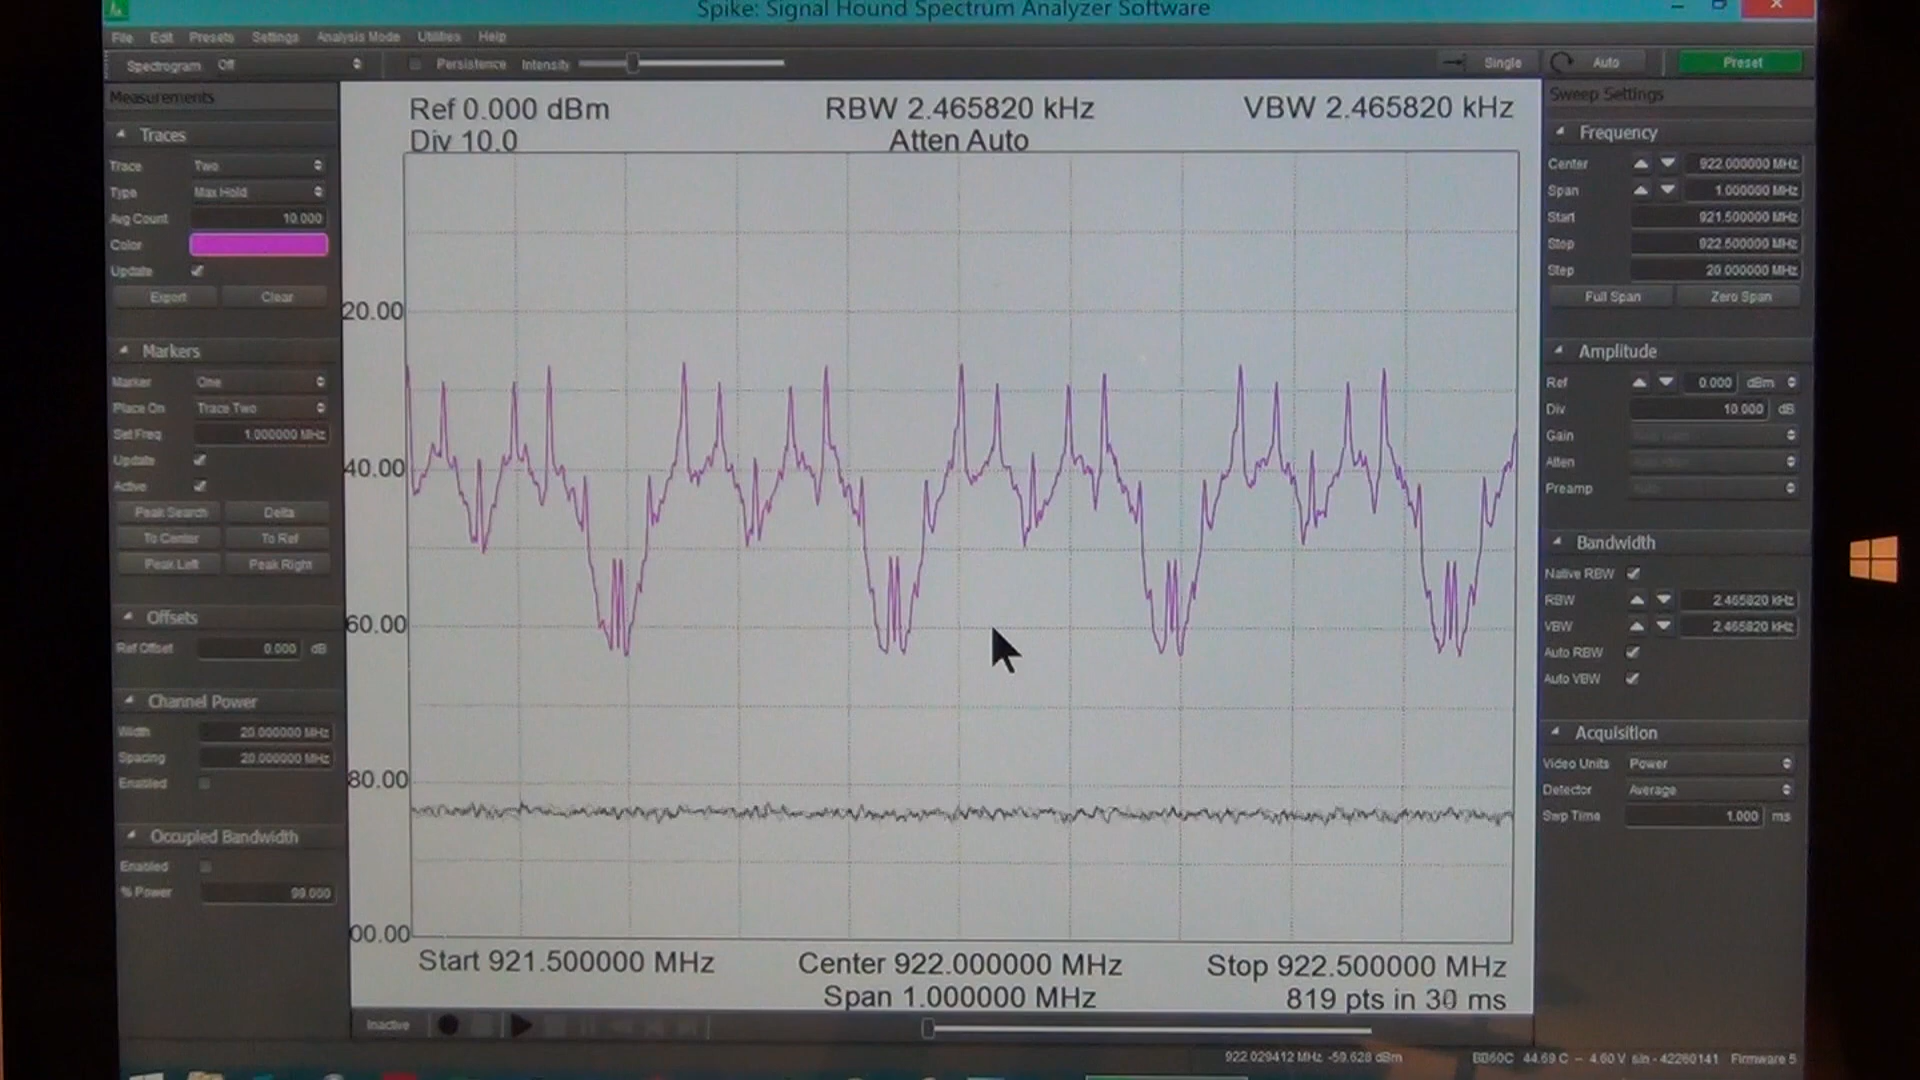 Spike: Signal Hound Spectrum Analyzer Software
File Edit Presets Settings Analysis Mode Utilities Help
Spectrogram Off Persistence Intensity Single Auto Preset
Measurements
Traces
Trace Two
Type Max Hold
Avg Count 10.000
Color
Update
Export Clear
Markers
Marker One
Place On Trace Two
Set Freq 1.000000 MHz
Update
Active
Peak Search Delta
To Center To Ref
Peak Left Peak Right
Offsets
Ref Offset 0.000 dB
Channel Power
Width 20.000000 MHz
Spacing 20.000000 MHz
Enabled
Occupied Bandwidth
Enabled
% Power 99.000
Ref 0.000 dBm RBW 2.465820 kHz VBW 2.465820 kHz
Div 10.0 Atten Auto
20.00
40.00
60.00
80.00
00.00
Start 921.500000 MHz Center 922.000000 MHz Stop 922.500000 MHz
Span 1.000000 MHz 819 pts in 30 ms
Inactive
Sweep Settings
Frequency
Center 922.000000 MHz
Span 1.000000 MHz
Start 921.500000 MHz
Stop 922.500000 MHz
Step 20.000000 MHz
Full Span Zero Span
Amplitude
Ref 0.000 dBm
Div 10.000 dB
Gain
Atten
Preamp
Bandwidth
Native RBW
RBW 2.465820 kHz
VBW 2.465820 kHz
Auto RBW
Auto VBW
Acquisition
Video Units Power
Detector Average
Swp Time 1.000 ms
922.029412 MHz -59.628 dBm BB60C 44.69 C -- 4.60 V s/n - 42260141 Firmware 5